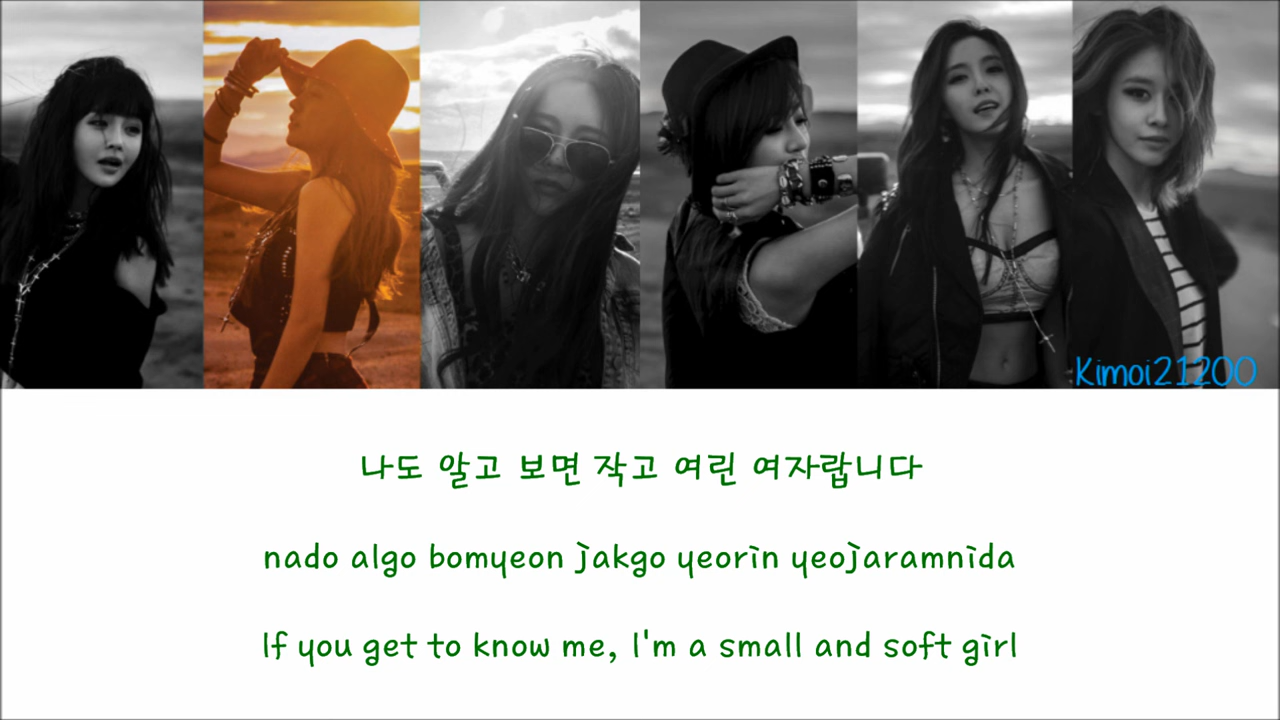 Kimoi21200
나도 알고 보면 작고 여린 여자랍니다
nado algo bomyeon jakgo yeorin yeojaramnida
If you get to know me, I'm a small and soft girl